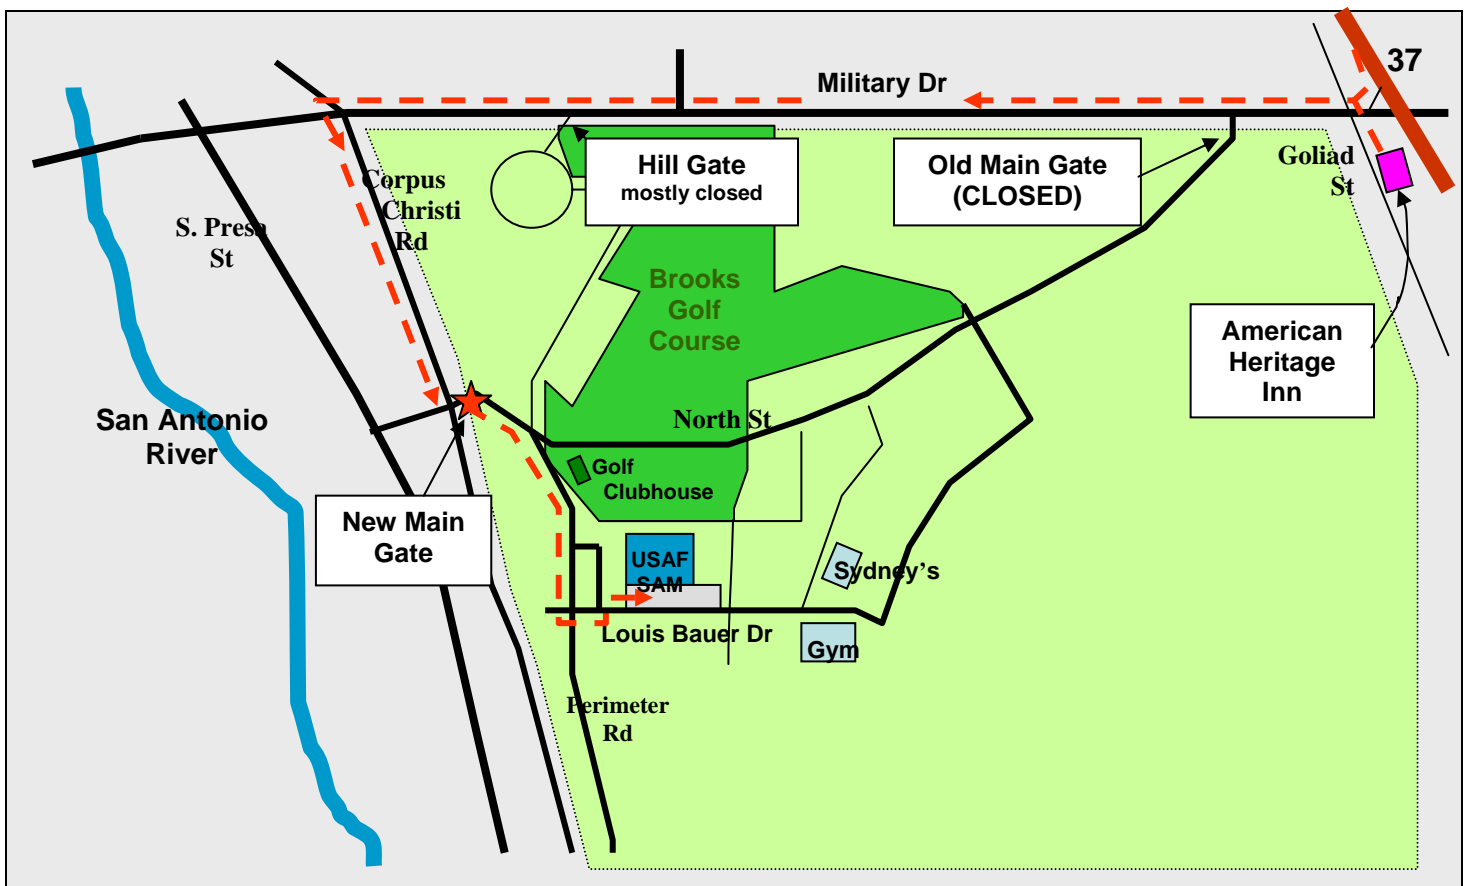 37
Military Dr
Hill Gate
mostly closed
Old Main Gate
(CLOSED)
Goliad
St
Corpus
Christi
Rd
S. Presa
St
Brooks
Golf
Course
American
Heritage
Inn
San Antonio
River
North St
Golf
Clubhouse
New Main
Gate
USAF
SAM
Sydney's
Louis Bauer Dr
Gym
Perimeter
Rd